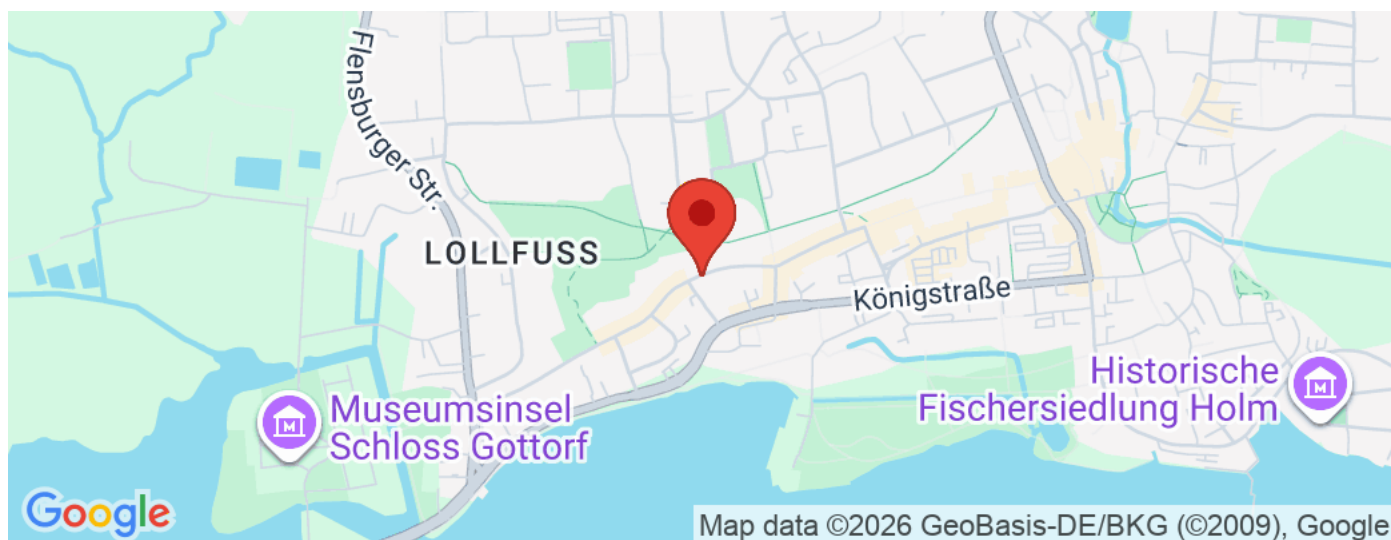 Flensburger Str.
LOLLFUSS
Königstraße
Historische
Fischersiedlung Holm
Museumsinsel
Schloss Gottorf
M
M
Google
Map data ©2026 GeoBasis-DE/BKG (©2009), Google